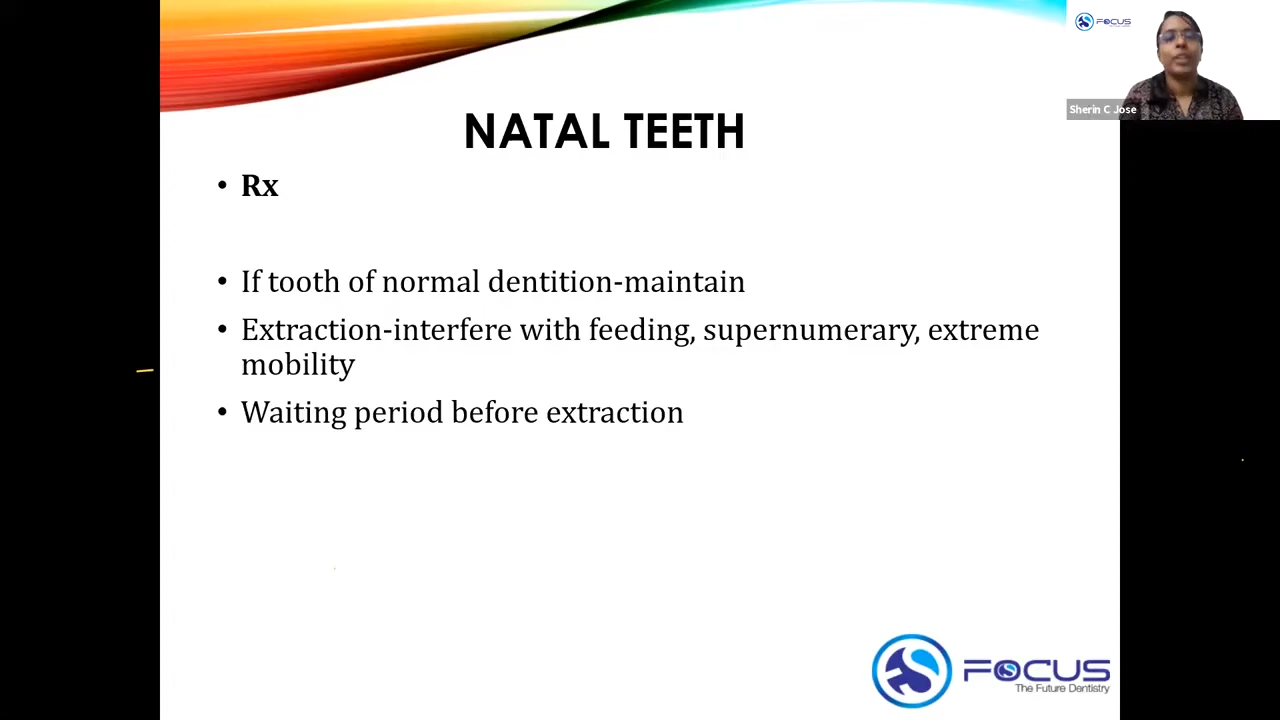 FOCUS
Sherin C Jose
NATAL TEETH
• Rx
• If tooth of normal dentition-maintain
• Extraction-interfere with feeding, supernumerary, extreme
mobility
• Waiting period before extraction
FOCUS
The Future Dentistry